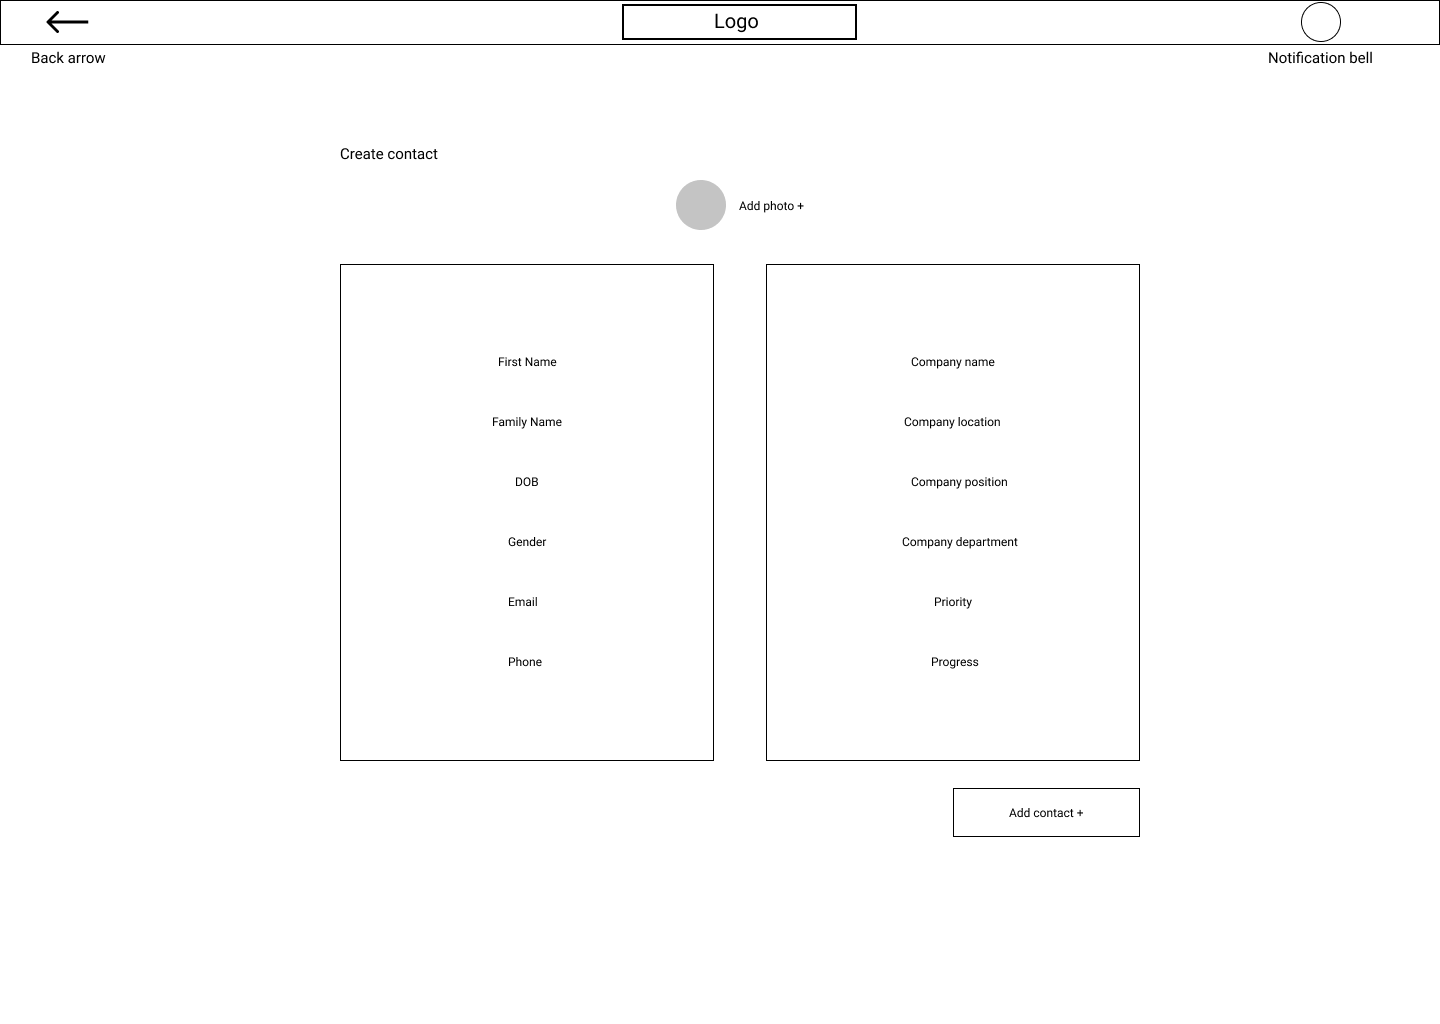 Logo
Back arrow
Notification bell
Create contact
Add photo +
First Name
Family Name
DOB
Gender
Email
Phone
Company name
Company location
Company position
Company department
Priority
Progress
Add contact +